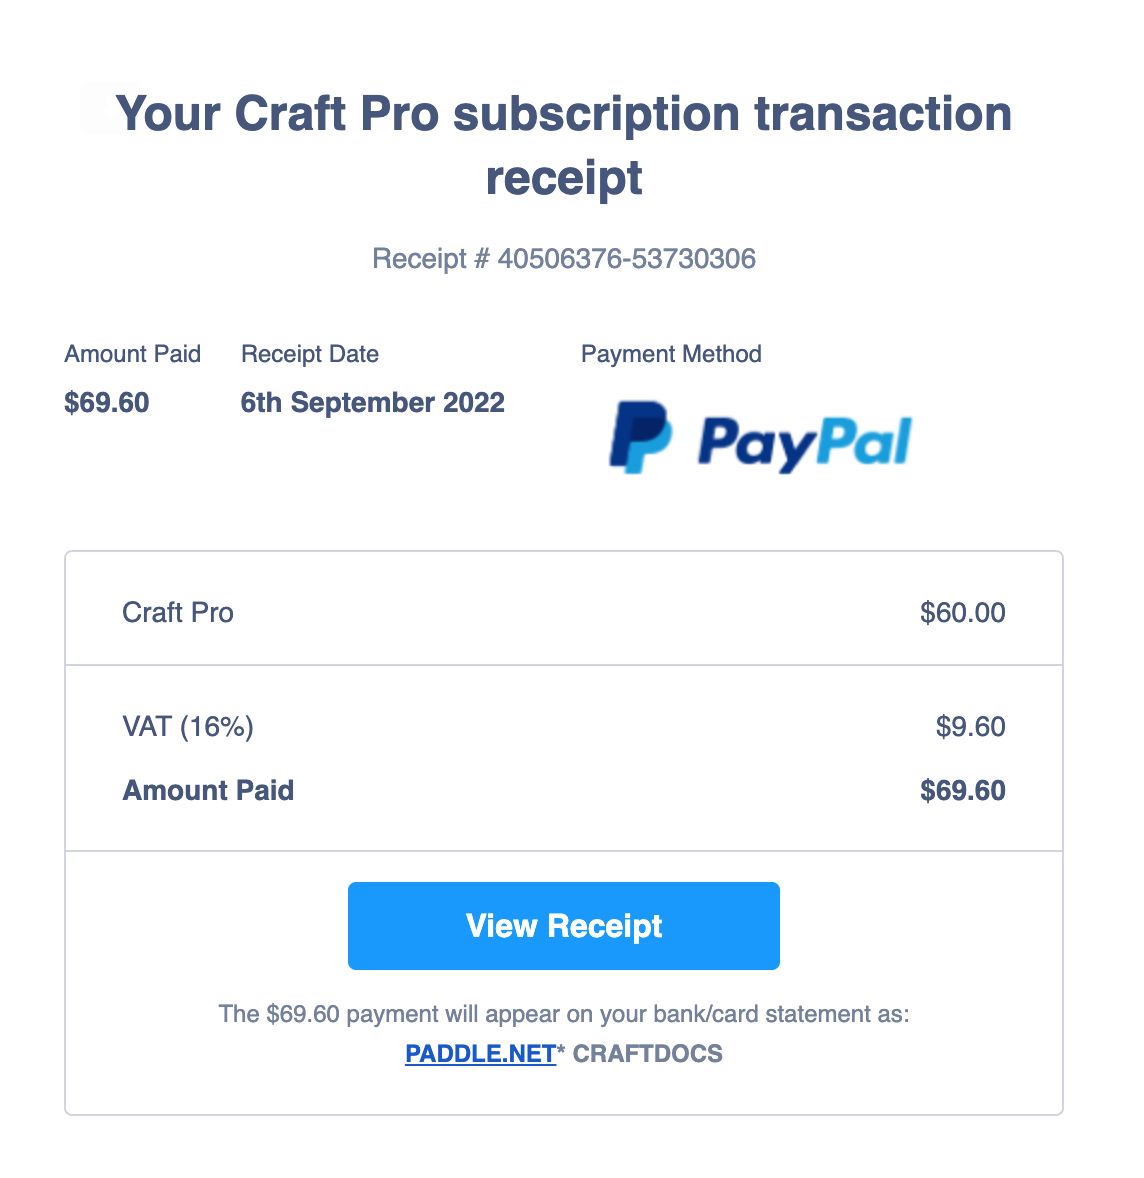 Your Craft Pro subscription transaction
receipt
Receipt # 40506376-53730306
Amount Paid
$69.60
Receipt Date
6th September 2022
Payment Method
PayPal
Craft Pro $60.00
VAT (16%) $9.60
Amount Paid $69.60
View Receipt
The $69.60 payment will appear on your bank/card statement as:
PADDLE.NET* CRAFTDOCS